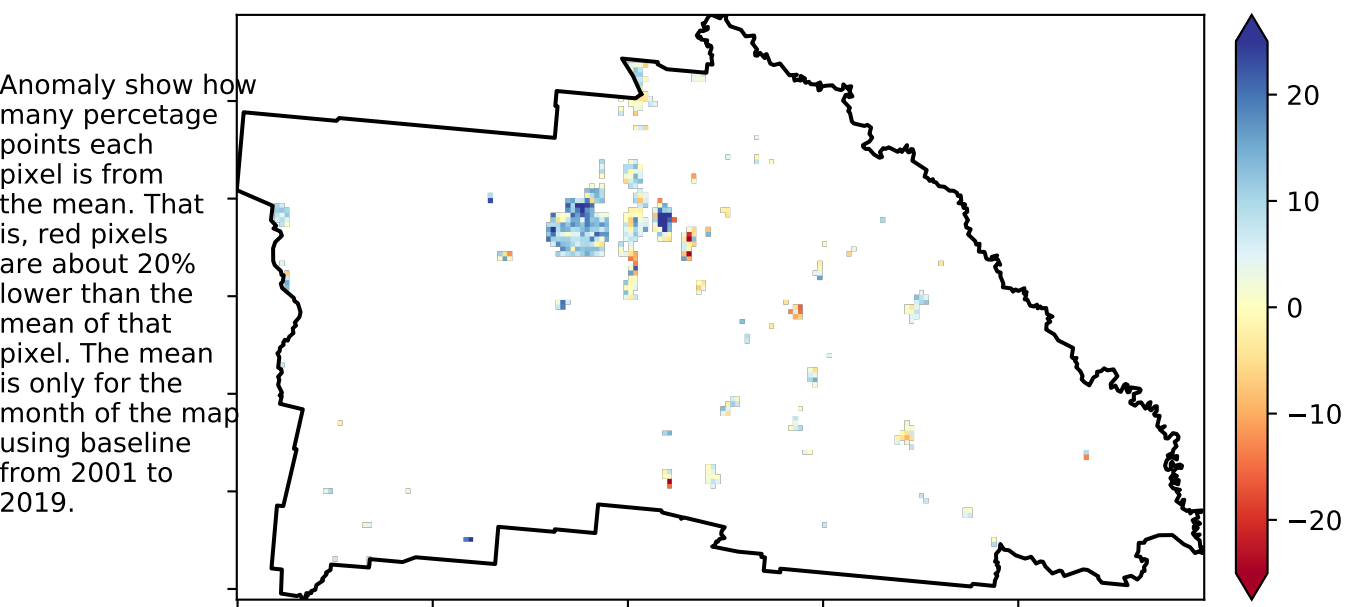 Anomaly show how
many percetage
points each
pixel is from
the mean. That
is, red pixels
are about 20%
lower than the
mean of that
pixel. The mean
is only for the
month of the map
using baseline
from 2001 to
2019.
20
10
0
−10
−20